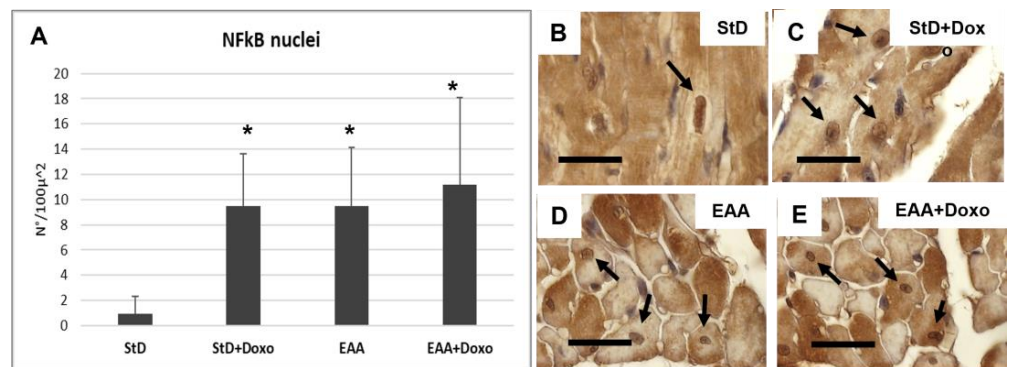 A
NFkB nuclei
N°/100µ^2
20
18
16
14
12
10
8
6
4
2
0
*
*
*
StD
StD+Doxo
EAA
EAA+Doxo
B
StD
C
StD+Dox
o
D
EAA
E
EAA+Doxo